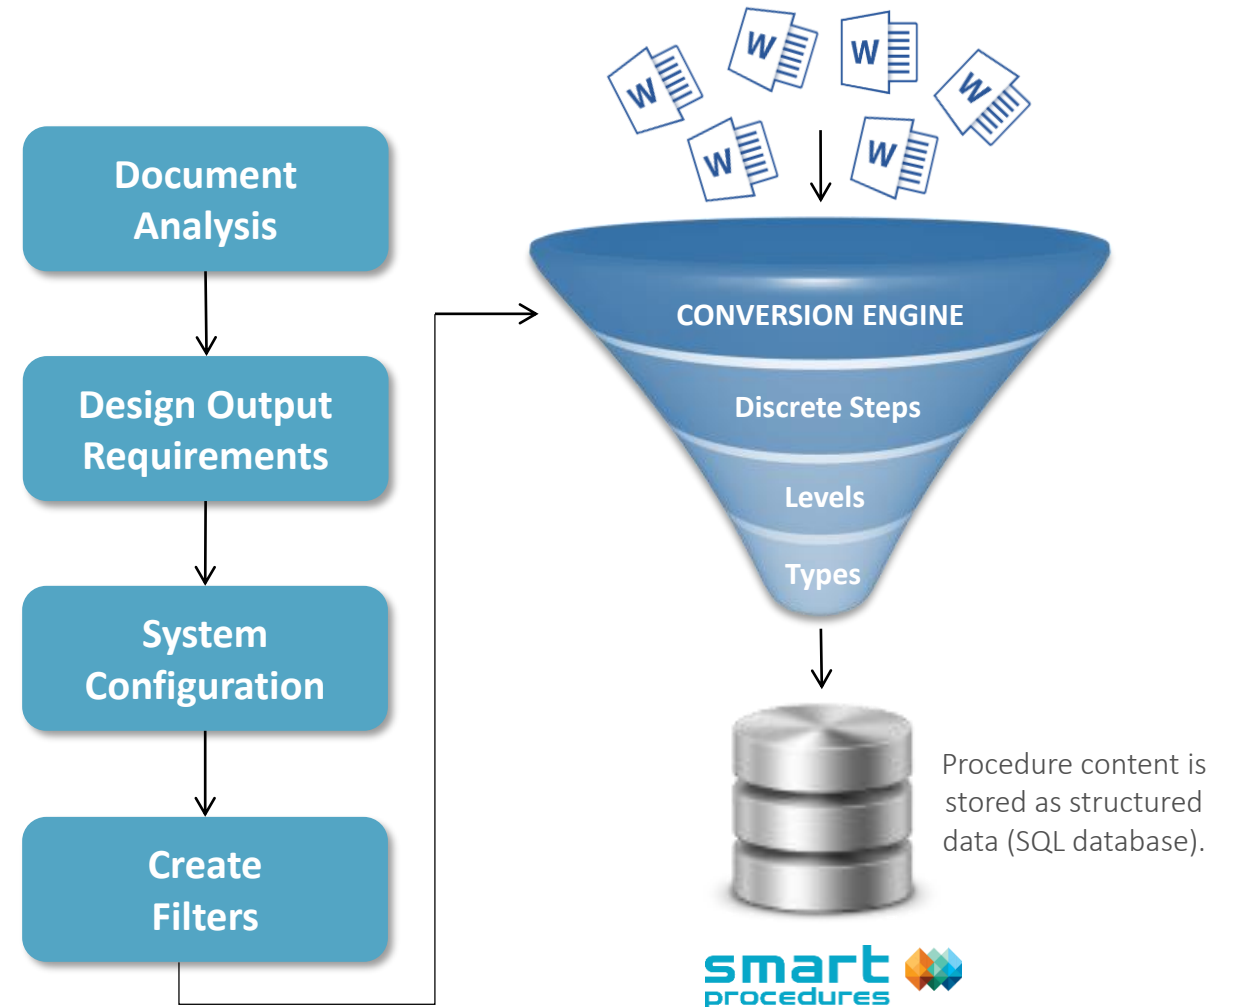 Document
Analysis
Design Output
Requirements
System
Configuration
Create
Filters
W
W
W
W
W
W
CONVERSION ENGINE
Discrete Steps
Levels
Types
Procedure content is
stored as structured
data (SQL database).
smart
procedures